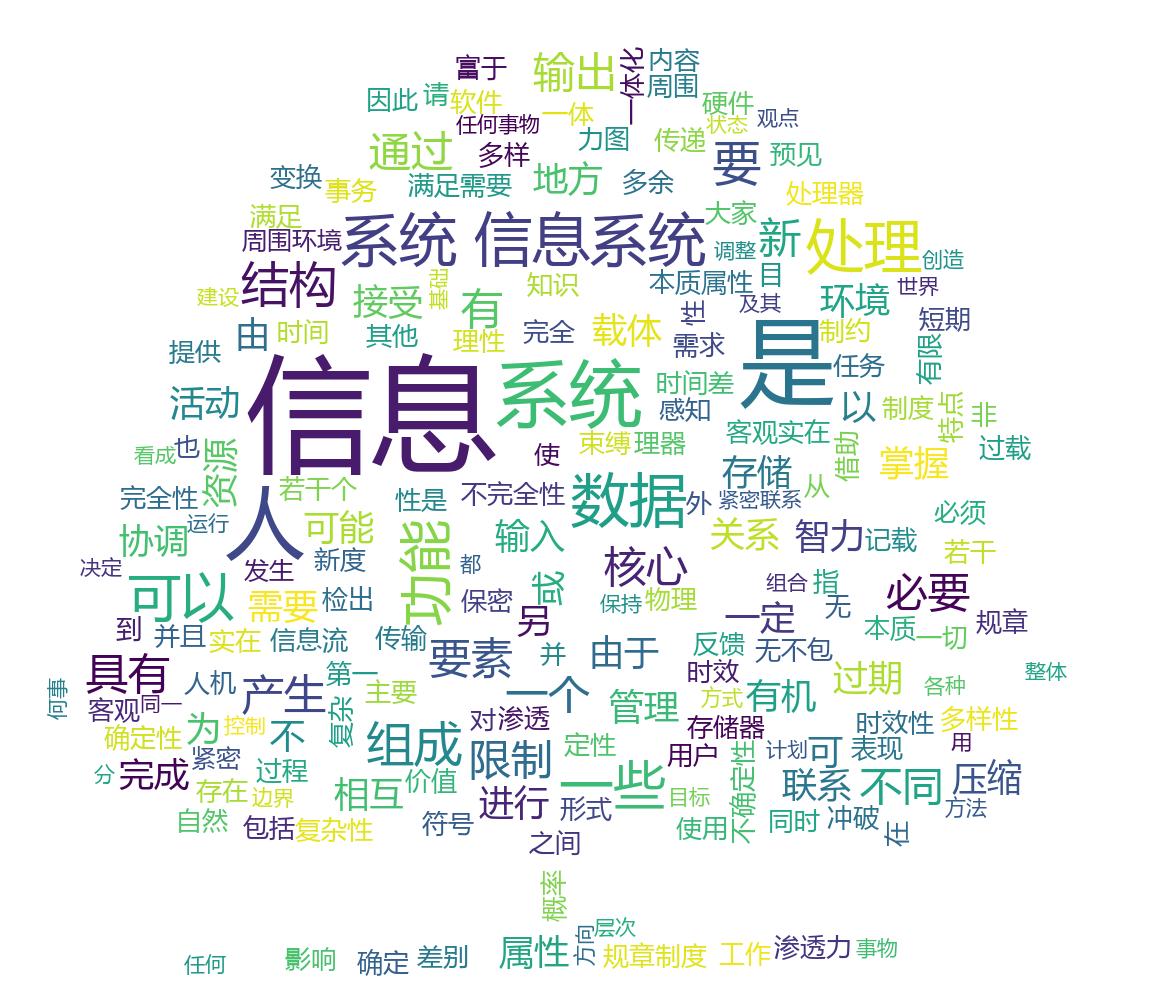 富于 输出 一体化 内容
因此 请 软件 一体 周围 硬件
任何事物 力图 传递 状态 观点
通过 多样 要 预见
变换 事务 满足需要 地方 多余 处理器
满足 系统 信息系统 大家 新 处理
周围环境 调整 创造
结构 基础 知识 本质属性 目 世界
建设 接受 有 性 及其 环境 短期
由 时间 其他 理性 完全 载体 需求 是 制约 有限
提供 信息 系统 时间差 任务
活动 感知 以 制度 特点 非
看成 也 资源 使 束缚 理器 客观实在 借助 过载
完全性 若干个 性是 不完全性 数据 外 存储 紧密联系 从 掌握
协调 运行 人 可能 功能 输入 关系 智力 记载 必须 若干
决定 发生 新度 都 或 核心 组合 指
可以 需要 检出 保密 保持 物理 无 必要
到 并且 实在 信息流 传输 另 一定 本质 一切 规章
具有 要素 并 由于 反馈 无不包
何事 人机 产生 第一 主要 一个 时效 过期 各种 整体
客观 同一 复杂 对 渗透 管理 方式 有机
确定性 为 控制 不 组成 存储器 时效性 多样性
紧密 限制 定性 用户 不确定性 计划 可 表现 用
分 完成 存在 过程 相互 价值 一些 联系 不同 压缩
边界 进行 形式 目标 方法
自然 包括 复杂性 符号 使用 同时 冲破 在
之间
概率
层次
任何 影响 确定 差别 属性 方向 规章制度 工作 渗透力 事物